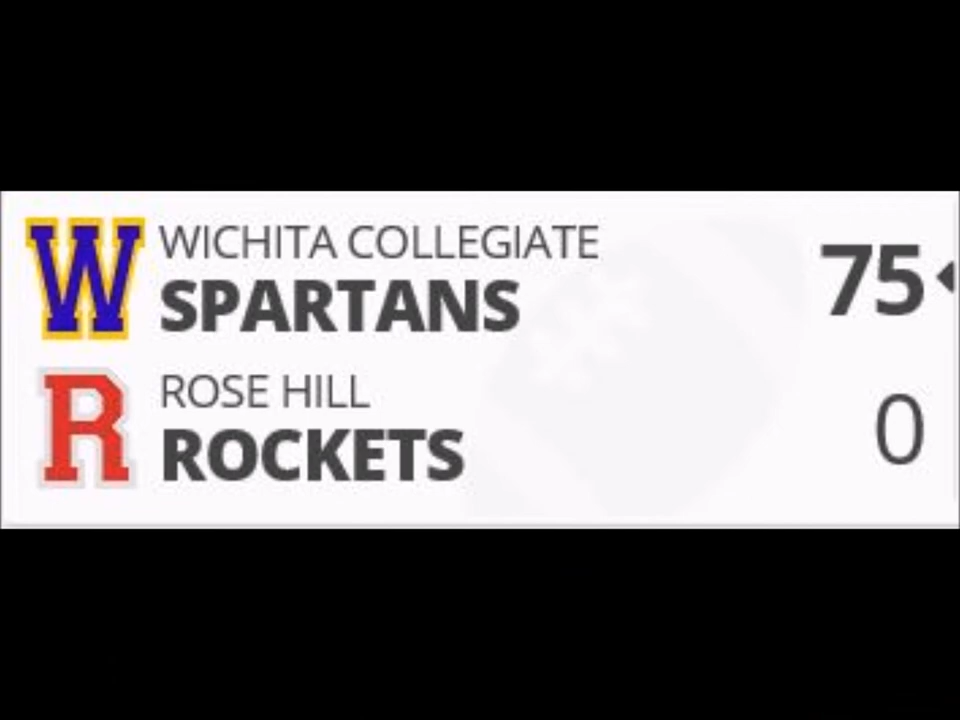 W
WICHITA COLLEGIATE
SPARTANS
75
R
ROSE HILL
ROCKETS
0